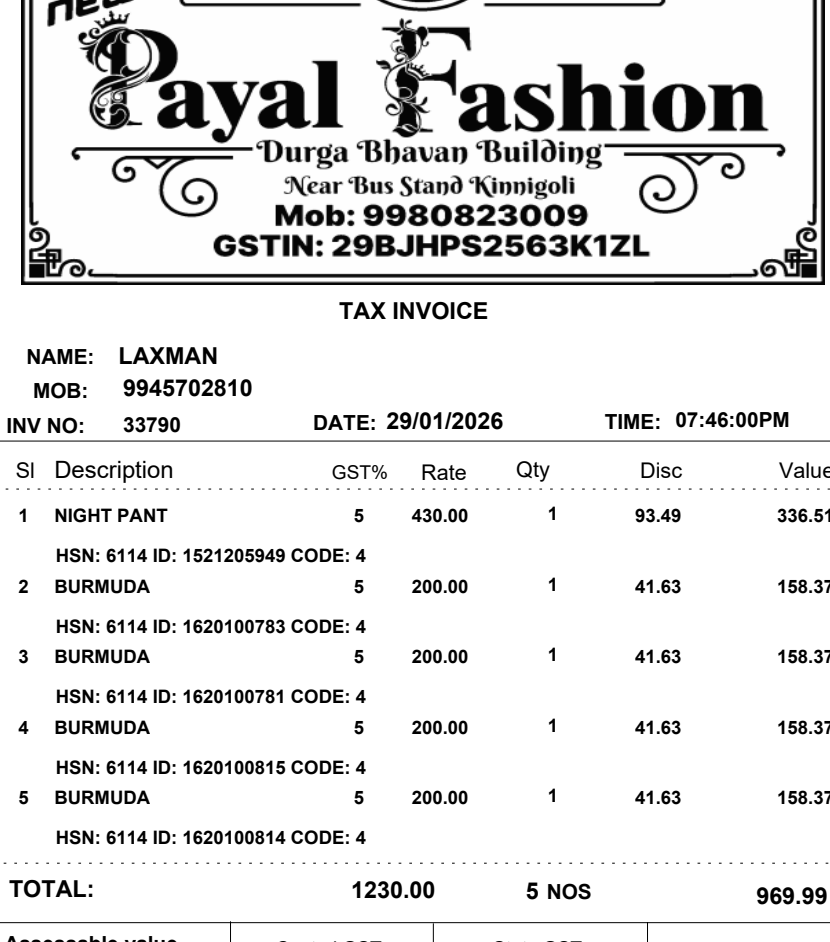 new
Payal Fashion
Durga Bhavan Building
Near Bus Stand Kinnigoli
Mob: 9980823009
GSTIN: 29BJHPS2563K1ZL
TAX INVOICE
NAME: LAXMAN
MOB: 9945702810
INV NO: 33790 DATE: 29/01/2026 TIME: 07:46:00PM
Sl Description GST% Rate Qty Disc Value
1 NIGHT PANT 5 430.00 1 93.49 336.51
HSN: 6114 ID: 1521205949 CODE: 4
2 BURMUDA 5 200.00 1 41.63 158.37
HSN: 6114 ID: 1620100783 CODE: 4
3 BURMUDA 5 200.00 1 41.63 158.37
HSN: 6114 ID: 1620100781 CODE: 4
4 BURMUDA 5 200.00 1 41.63 158.37
HSN: 6114 ID: 1620100815 CODE: 4
5 BURMUDA 5 200.00 1 41.63 158.37
HSN: 6114 ID: 1620100814 CODE: 4
TOTAL: 1230.00 5 NOS 969.99